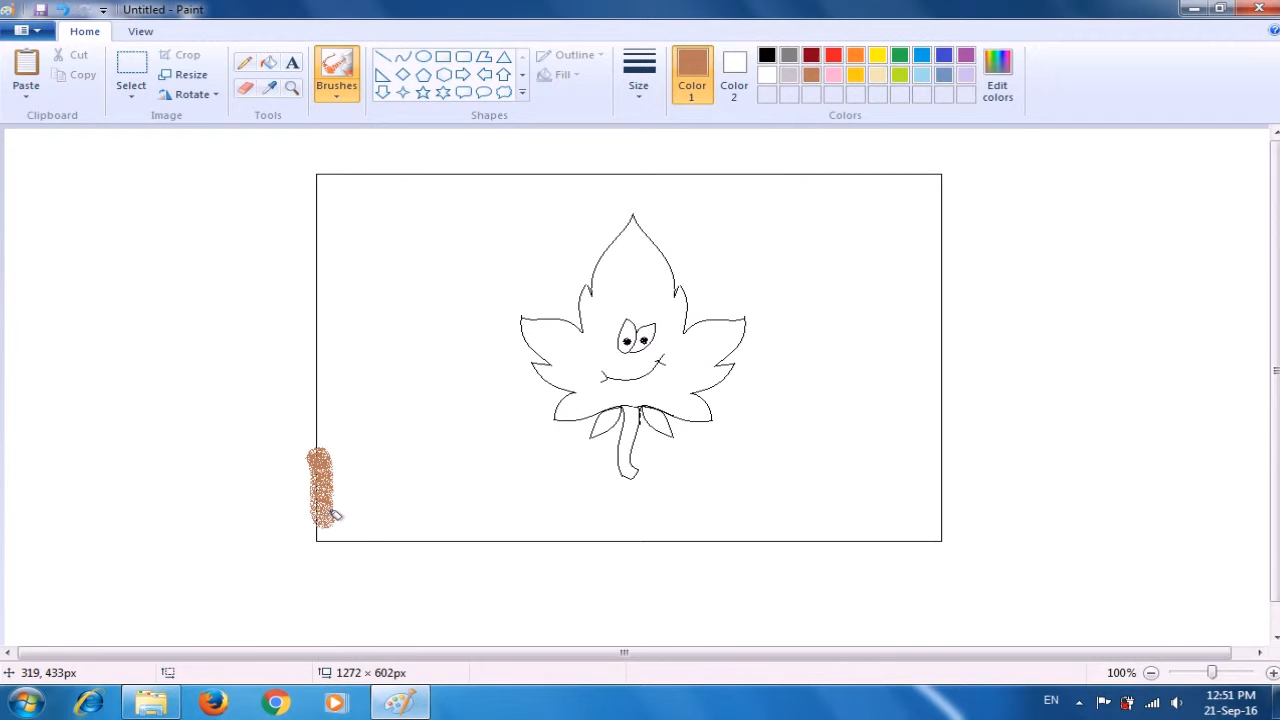 Untitled - Paint
Home
View
Paste
Cut
Copy
Clipboard
Select
Crop
Resize
Rotate
Image
Tools
Brushes
Shapes
Outline
Fill
Size
Color
1
Color
2
Edit
colors
Colors
319, 433px
1272 × 602px
100%
EN
12:51 PM
21-Sep-16